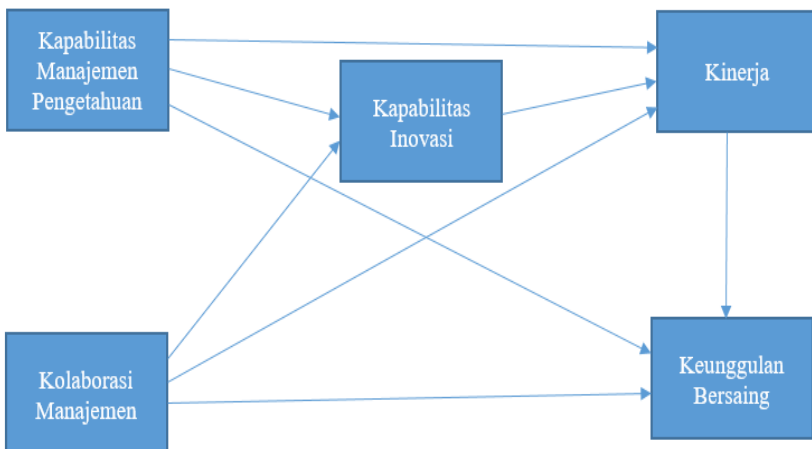 Kapabilitas
Manajemen
Pengetahuan
Kapabilitas
Inovasi
Kinerja
Kolaborasi
Manajemen
Keunggulan
Bersaing